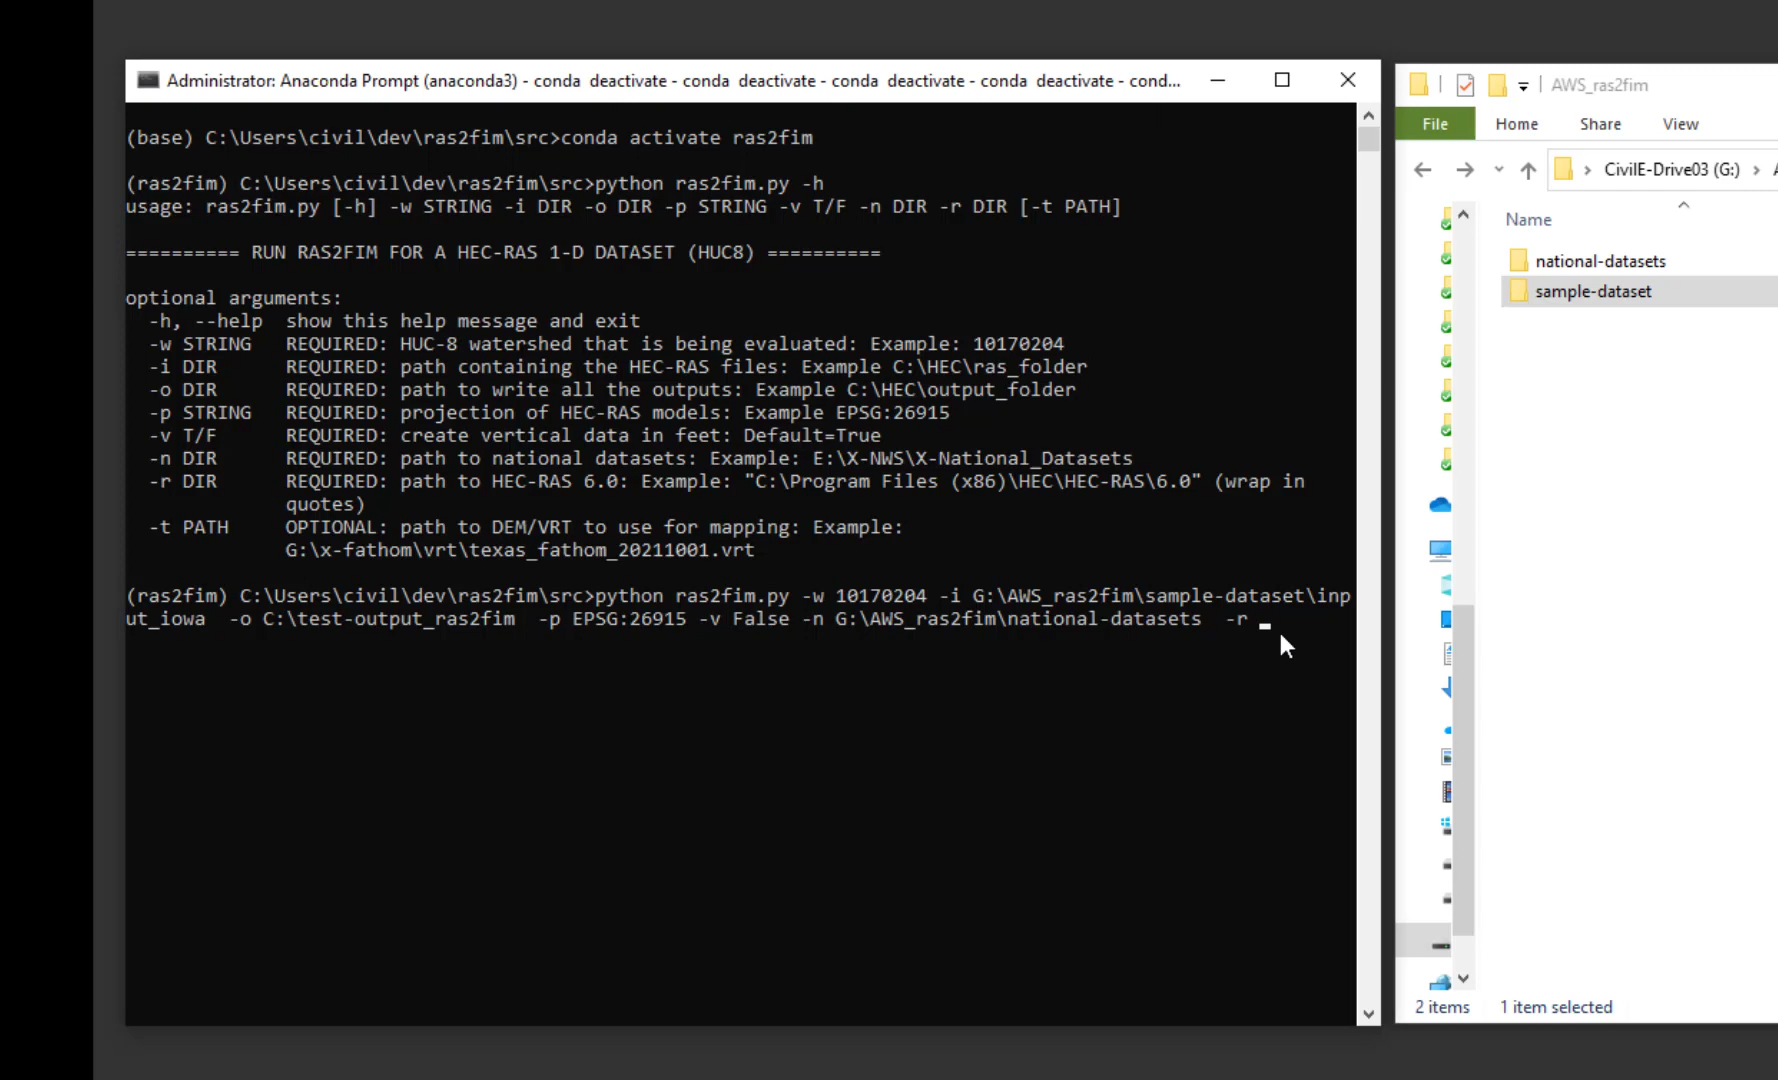 Administrator: Anaconda Prompt (anaconda3) - conda  deactivate - conda  deactivate - conda  deactivate - conda  deactivate - cond...
(base) C:\Users\civil\dev\ras2fim\src>conda activate ras2fim
(ras2fim) C:\Users\civil\dev\ras2fim\src>python ras2fim.py -h
usage: ras2fim.py [-h] -w STRING -i DIR -o DIR -p STRING -v T/F -n DIR -r DIR [-t PATH]
========== RUN RAS2FIM FOR A HEC-RAS 1-D DATASET (HUC8) ==========
optional arguments:
-h, --help  show this help message and exit
-w STRING   REQUIRED: HUC-8 watershed that is being evaluated: Example: 10170204
-i DIR      REQUIRED: path containing the HEC-RAS files: Example C:\HEC\ras_folder
-o DIR      REQUIRED: path to write all the outputs: Example C:\HEC\output_folder
-p STRING   REQUIRED: projection of HEC-RAS models: Example EPSG:26915
-v T/F      REQUIRED: create vertical data in feet: Default=True
-n DIR      REQUIRED: path to national datasets: Example: E:\X-NWS\X-National_Datasets
-r DIR      REQUIRED: path to HEC-RAS 6.0: Example: "C:\Program Files (x86)\HEC\HEC-RAS\6.0" (wrap in
quotes)
-t PATH     OPTIONAL: path to DEM/VRT to use for mapping: Example:
G:\x-fathom\vrt\texas_fathom_20211001.vrt
(ras2fim) C:\Users\civil\dev\ras2fim\src>python ras2fim.py -w 10170204 -i G:\AWS_ras2fim\sample-dataset\inp
ut_iowa  -o C:\test-output_ras2fim  -p EPSG:26915 -v False -n G:\AWS_ras2fim\national-datasets  -r
AWS_ras2fim
File Home Share View
CivilE-Drive03 (G:)
Name
national-datasets
sample-dataset
2 items 1 item selected